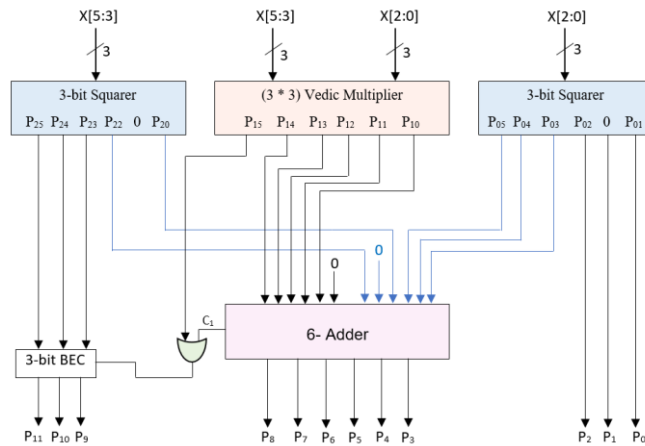 X[5:3] X[5:3] X[2:0] X[2:0]
3 3 3 3
3-bit Squarer (3 * 3) Vedic Multiplier 3-bit Squarer
P25 P24 P23 P22 0 P20 P15 P14 P13 P12 P11 P10 P05 P04 P03 P02 0 P01
0 0
C1
6- Adder
3-bit BEC
P11 P10 P9 P8 P7 P6 P5 P4 P3 P2 P1 P0